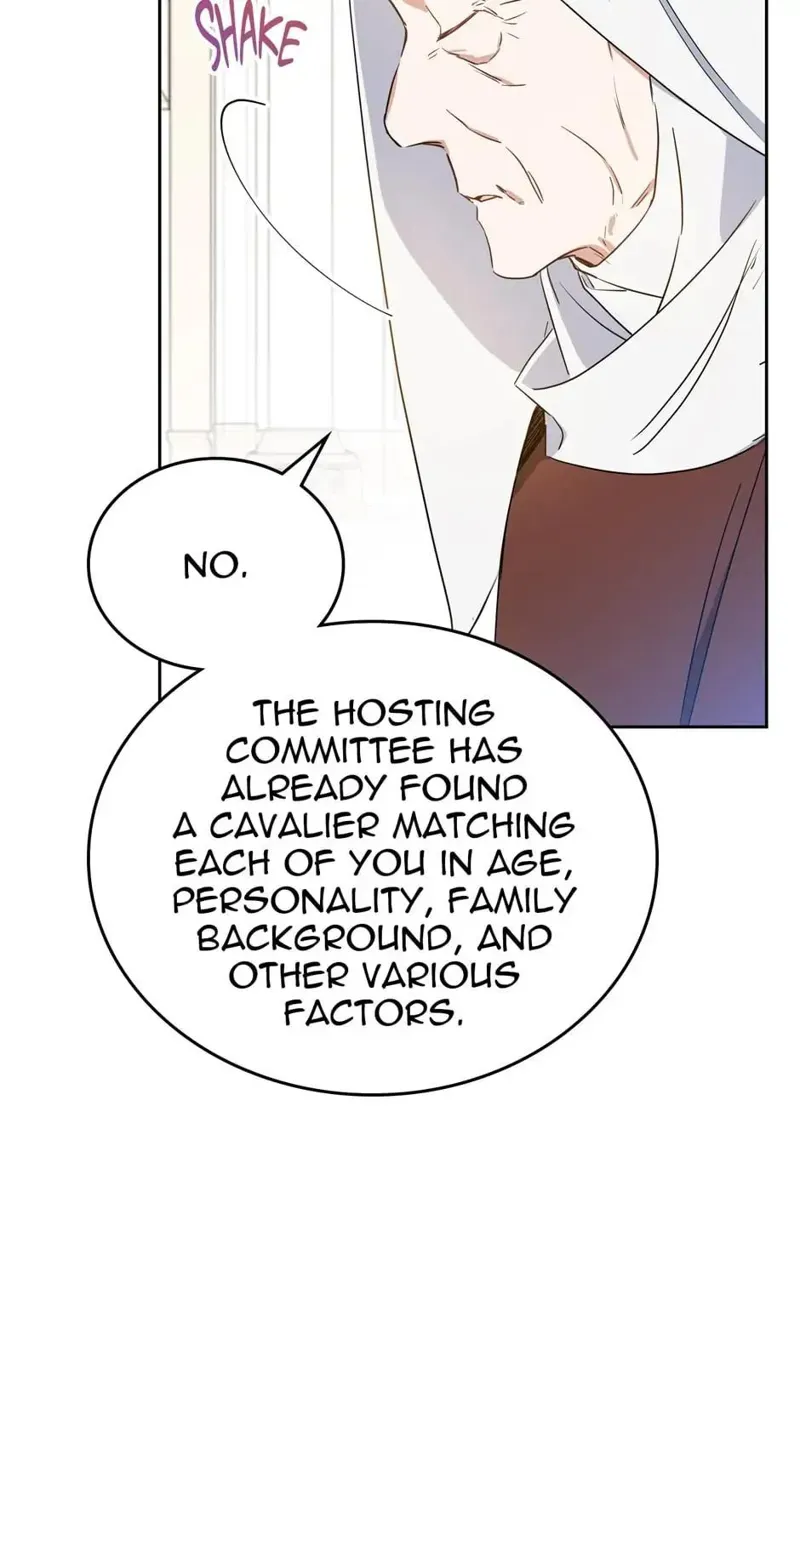 SHAKE
NO.
THE HOSTING
COMMITTEE HAS
ALREADY FOUND
A CAVALIER MATCHING
EACH OF YOU IN AGE,
PERSONALITY, FAMILY
BACKGROUND, AND
OTHER VARIOUS
FACTORS.